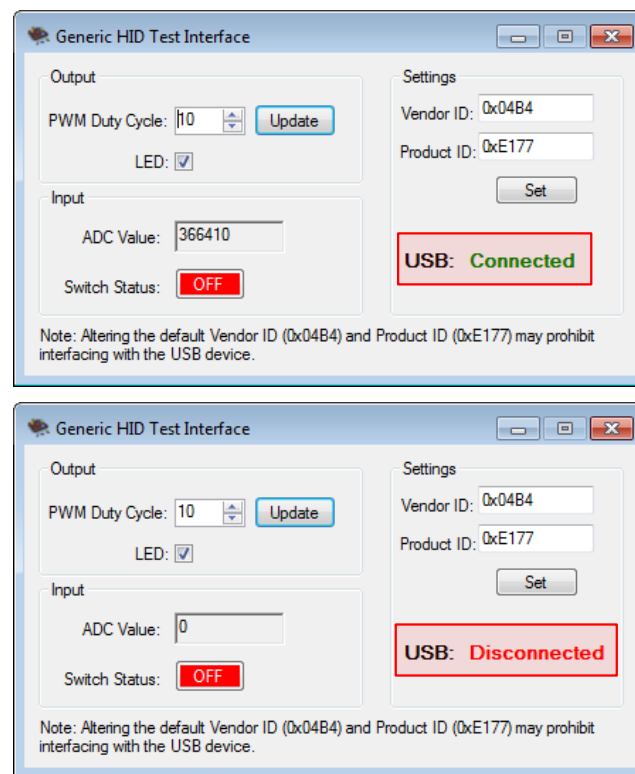 Generic HID Test Interface
Output
PWM Duty Cycle: 10 Update
LED:
Input
ADC Value: 366410
Switch Status: OFF
Settings
Vendor ID: 0x04B4
Product ID: 0xE177
Set
USB: Connected
Note: Altering the default Vendor ID (0x04B4) and Product ID (0xE177) may prohibit
interfacing with the USB device.
Generic HID Test Interface
Output
PWM Duty Cycle: 10 Update
LED:
Input
ADC Value: 0
Switch Status: OFF
Settings
Vendor ID: 0x04B4
Product ID: 0xE177
Set
USB: Disconnected
Note: Altering the default Vendor ID (0x04B4) and Product ID (0xE177) may prohibit
interfacing with the USB device.